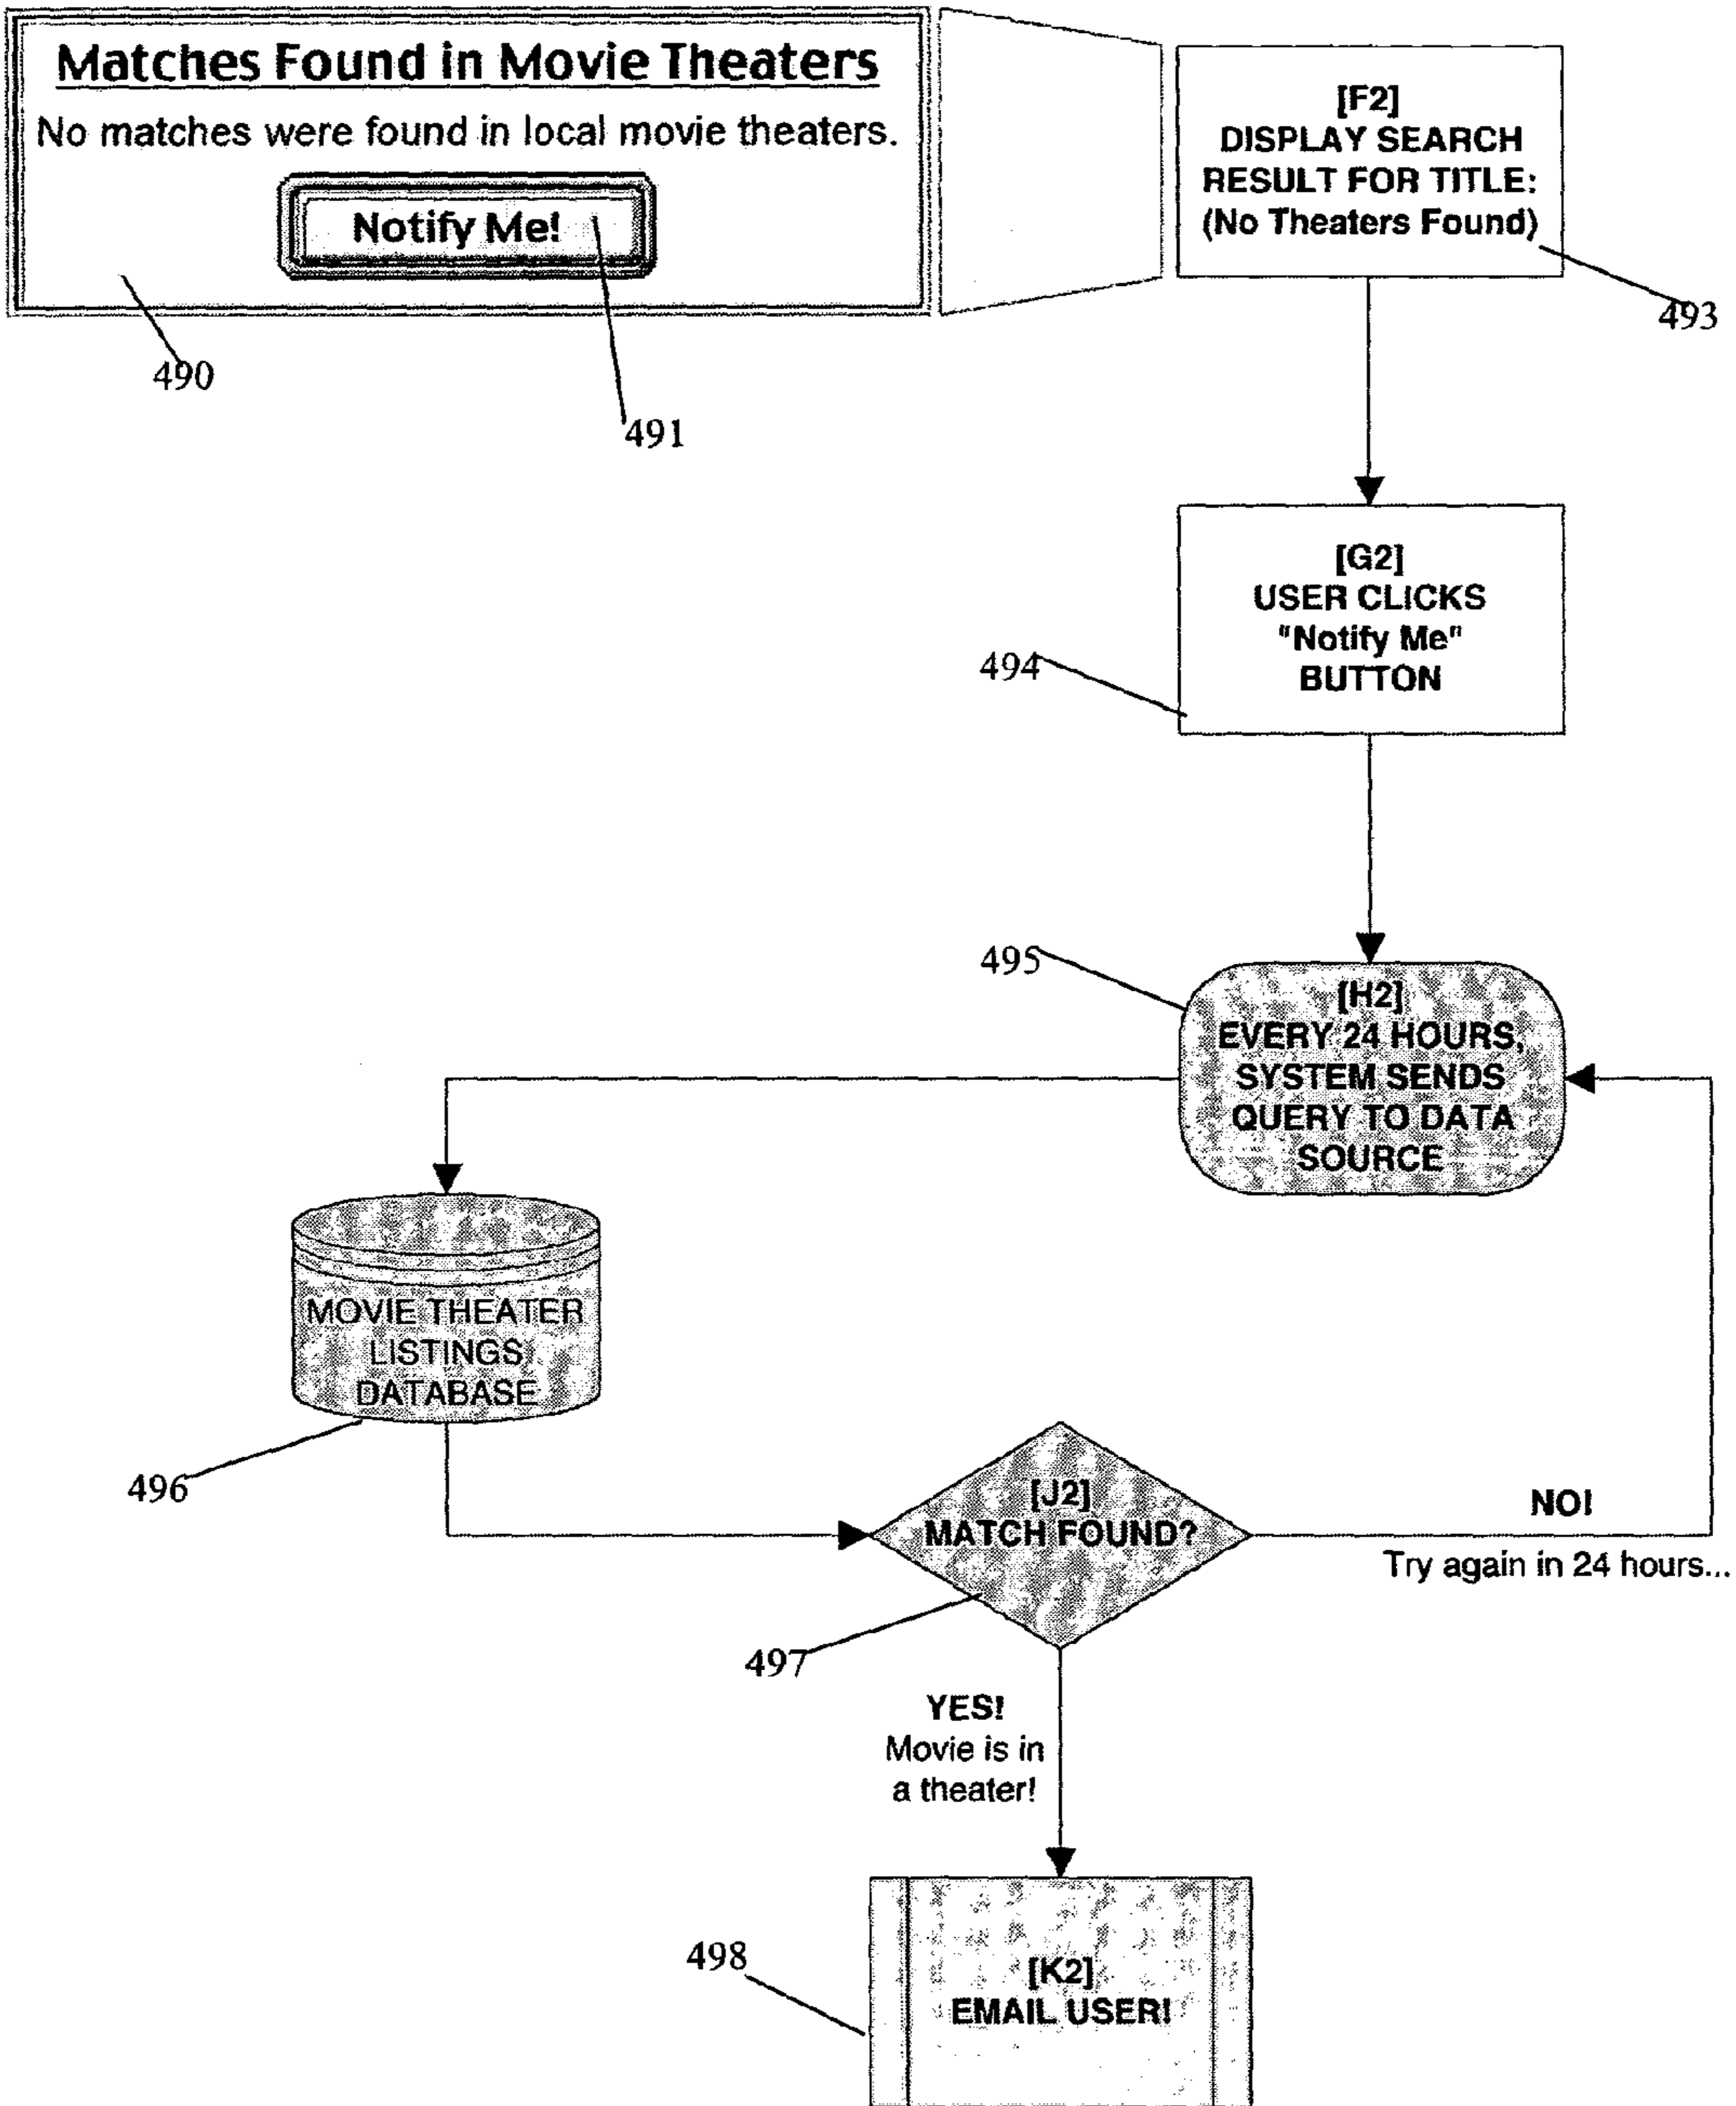 Matches Found in Movie Theaters
No matches were found in local movie theaters.
Notify Me!
490
491
[F2]
DISPLAY SEARCH
RESULT FOR TITLE:
(No Theaters Found)
493
[G2]
USER CLICKS
"Notify Me"
BUTTON
494
495
[H2]
EVERY 24 HOURS,
SYSTEM SENDS
QUERY TO DATA
SOURCE
MOVIE THEATER
LISTINGS
DATABASE
496
[J2]
MATCH FOUND?
497
NO!
Try again in 24 hours...
YES!
Movie is in
a theater!
498
[K2]
EMAIL USER!